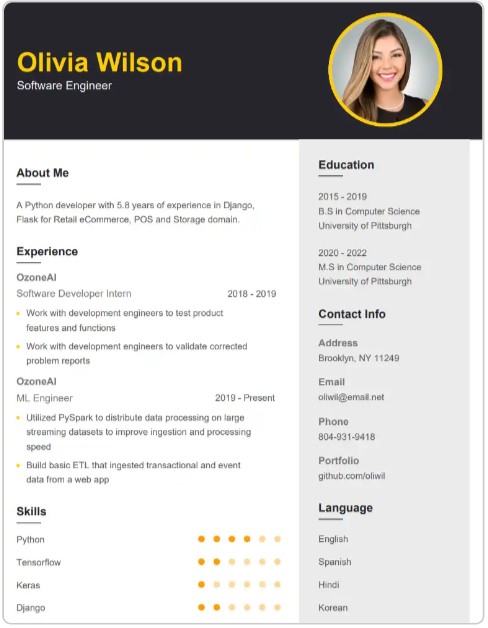 Olivia Wilson
Software Engineer
About Me
A Python developer with 5.8 years of experience in Django,
Flask for Retail eCommerce, POS and Storage domain.
Experience
OzoneAI
Software Developer Intern 2018 - 2019
Work with development engineers to test product
features and functions
Work with development engineers to validate corrected
problem reports
OzoneAI
ML Engineer 2019 - Present
Utilized PySpark to distribute data processing on large
streaming datasets to improve ingestion and processing
speed
Build basic ETL that ingested transactional and event
data from a web app
Skills
Python
Tensorflow
Keras
Django
Education
2015 - 2019
B.S in Computer Science
University of Pittsburgh
2020 - 2022
M.S in Computer Science
University of Pittsburgh
Contact Info
Address
Brooklyn, NY 11249
Email
oliwil@email.net
Phone
804-931-9418
Portfolio
github.com/oliwil
Language
English
Spanish
Hindi
Korean